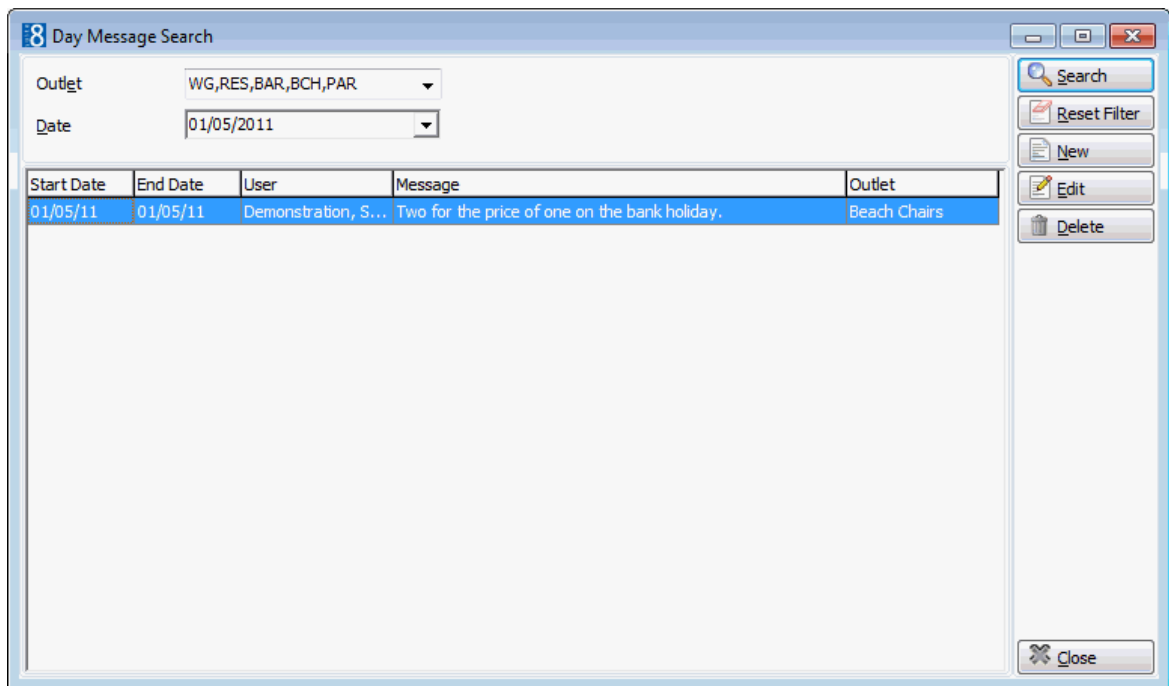 8 Day Message Search
Outlet WG,RES,BAR,BCH,PAR
Date 01/05/2011
Search
Reset Filter
New
Edit
Delete
Start Date End Date User Message Outlet
01/05/11 01/05/11 Demonstration, S... Two for the price of one on the bank holiday. Beach Chairs
Close